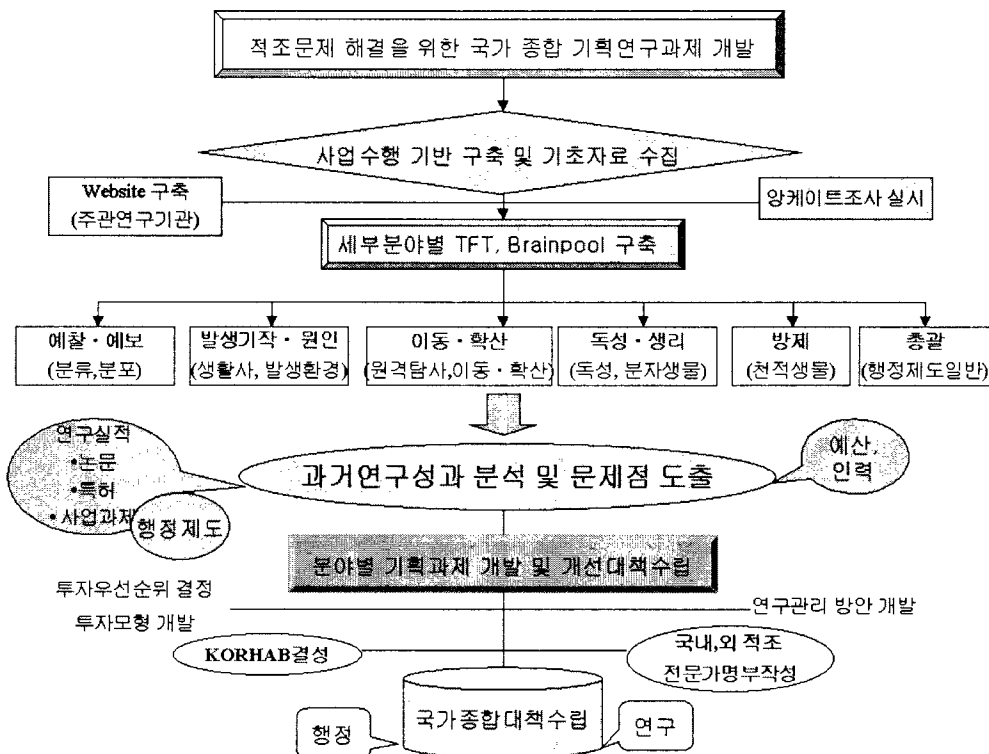 적조문제 해결을 위한 국가 종합 기획연구과제 개발
사업수행 기반 구축 및 기초자료 수집
Website 구축
(주관연구기관)
앙케이트조사 실시
세부분야별 TFT, Brainpool 구축
예찰·예보
(분류,분포)
발생기작·원인
(생활사, 발생환경)
이동·확산
(원격탐사,이동·확산)
독성·생리
(독성, 분자생물)
방제
(천적생물)
총괄
(행정제도일반)
연구실적
•논문
•특허
•사업과제
행정제도
과거연구성과 분석 및 문제점 도출
예산,
인력
분야별 기획과제 개발 및 개선대책수립
투자우선순위 결정
투자모형 개발
연구관리 방안 개발
KORHAB결성
국내,외 적조
전문가명부작성
국가종합대책수립
행정
연구